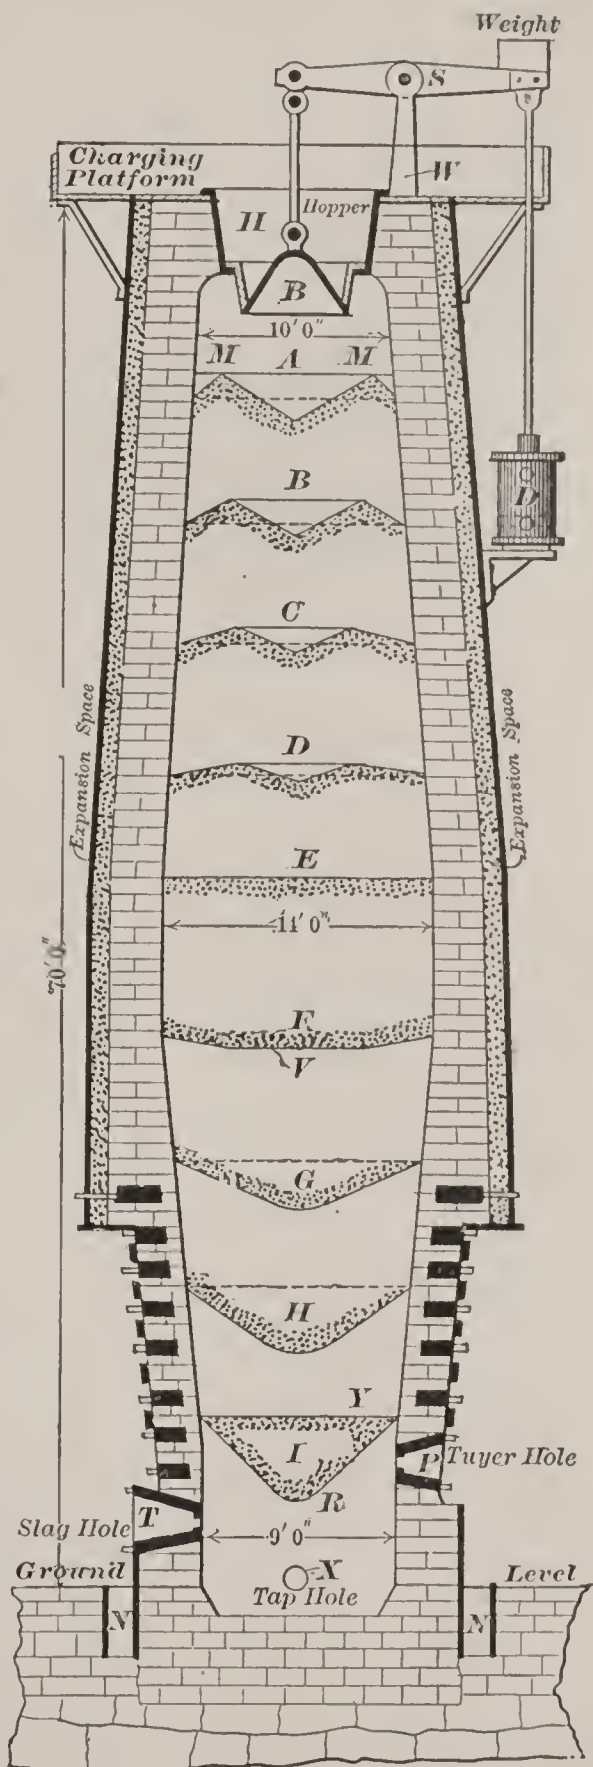 Weight
S
Charging
Platform
W
H
Hopper
B
10' 0"
M A M
B
D
C
Expansion Space
D
Expansion Space
E
14' 0"
70' 0"
F
V
G
H
Y
I
P
Tuyer Hole
R
T
Slag Hole
9' 0"
X
Tap Hole
Ground
Level
N
N